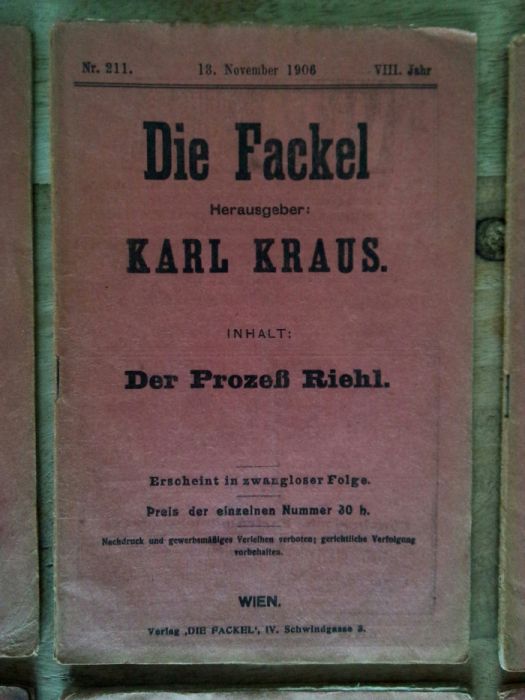 Nr. 211. 13. November 1906 VIII. Jahr
Die Fackel
Herausgeber:
KARL KRAUS.
INHALT:
Der Prozeß Riehl.
Erscheint in zwangloser Folge.
Preis der einzelnen Nummer 30 h.
Nachdruck und gewerbsmäßiges Verleihen verboten; gerichtliche Verfolgung
vorbehalten.
WIEN.
Verlag ‚DIE FACKEL‘, IV. Schwindgasse 3.